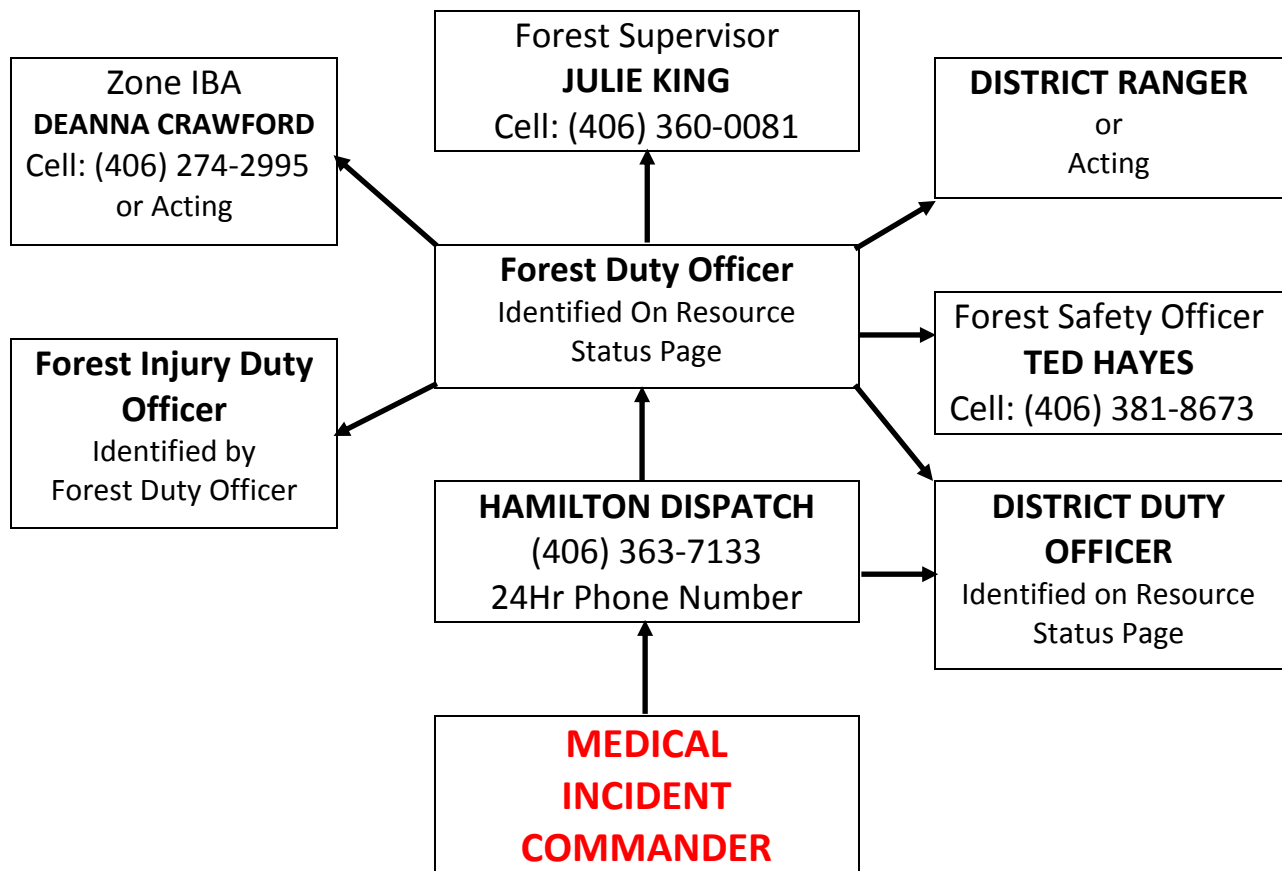 Forest Supervisor
JULIE KING
Cell: (406) 360-0081
Zone IBA
DEANNA CRAWFORD
Cell: (406) 274-2995
or Acting
DISTRICT RANGER
or
Acting
Forest Duty Officer
Identified On Resource
Status Page
Forest Safety Officer
TED HAYES
Cell: (406) 381-8673
Forest Injury Duty
Officer
Identified by
Forest Duty Officer
HAMILTON DISPATCH
(406) 363-7133
24Hr Phone Number
DISTRICT DUTY
OFFICER
Identified on Resource
Status Page
MEDICAL
INCIDENT
COMMANDER